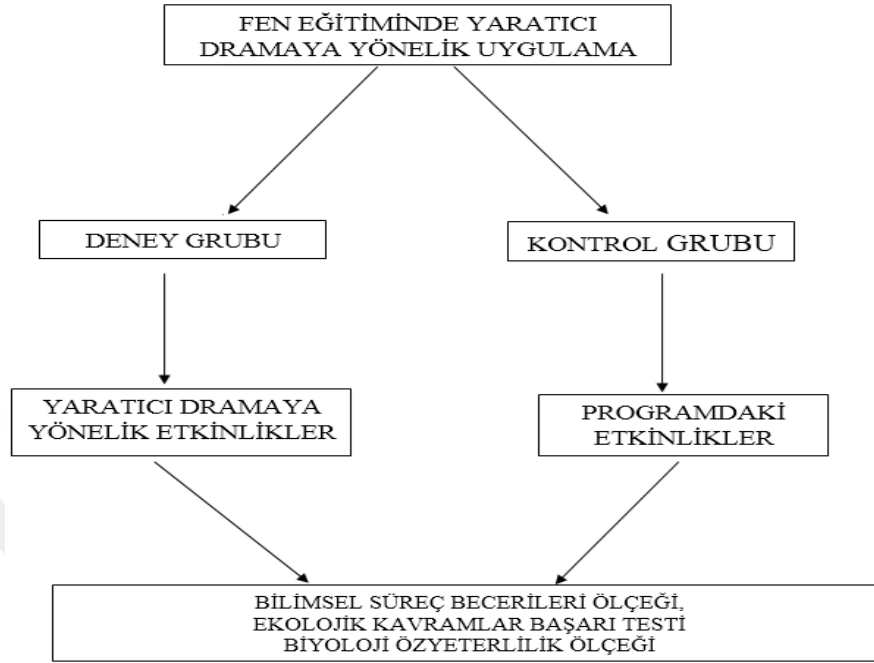 FEN EĞİTİMİNDE YARATICI
DRAMAYA YÖNELİK UYGULAMA
DENEY GRUBU
KONTROL GRUBU
YARATICI DRAMAYA
YÖNELİK ETKİNLİKLER
PROGRAMDAKİ
ETKİNLİKLER
BİLİMSEL SÜREÇ BECERİLERİ ÖLÇEĞİ,
EKOLOJİK KAVRAMLAR BAŞARI TESTİ
BİYOLOJİ ÖZYETERLİLİK ÖLÇEĞİ